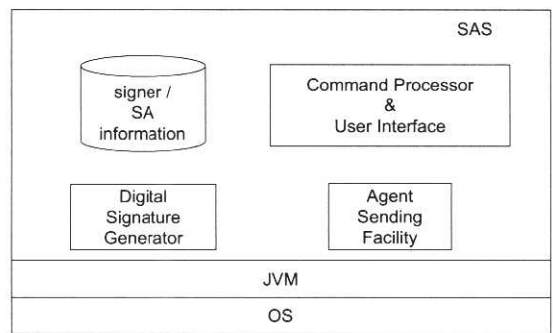 SAS
signer /
SA
information
Command Processor
&
User Interface
Digital
Signature
Generator
Agent
Sending
Facility
JVM
OS